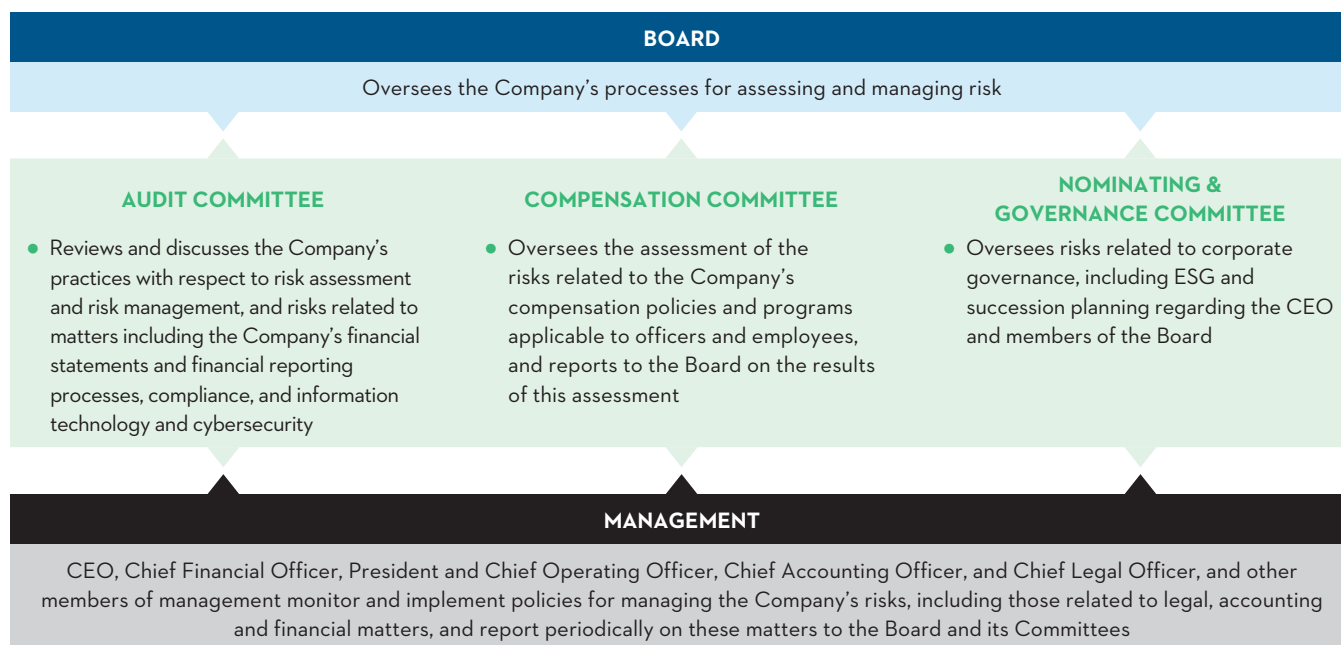 BOARD
Oversees the Company’s processes for assessing and managing risk
AUDIT COMMITTEE
● Reviews and discusses the Company’s
practices with respect to risk assessment
and risk management, and risks related to
matters including the Company’s financial
statements and financial reporting
processes, compliance, and information
technology and cybersecurity
COMPENSATION COMMITTEE
● Oversees the assessment of the
risks related to the Company’s
compensation policies and programs
applicable to officers and employees,
and reports to the Board on the results
of this assessment
NOMINATING &
GOVERNANCE COMMITTEE
● Oversees risks related to corporate
governance, including ESG and
succession planning regarding the CEO
and members of the Board
MANAGEMENT
CEO, Chief Financial Officer, President and Chief Operating Officer, Chief Accounting Officer, and Chief Legal Officer, and other
members of management monitor and implement policies for managing the Company’s risks, including those related to legal, accounting
and financial matters, and report periodically on these matters to the Board and its Committees